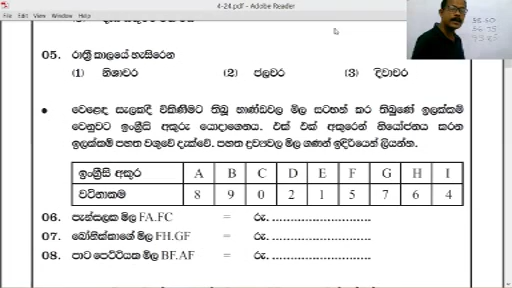 4-24.pdf - Adobe Reader
File Edit View Window Help
05. රාත්‍රී කාලයේ හැසිරෙන
(1) නිශාචර (2) ජලචර (3) දිවාචර
• වෙළෙඳ සැලකදී විකිණීමට තිබූ භාණ්ඩවල මිල සටහන් කර තිබුණේ ඉලක්කම්
වෙනුවට ඉංග්‍රීසි අකුරු යොදාගෙනය. එක් එක් අකුරෙන් නියෝජනය කරන
ඉලක්කම් පහත වගුවේ දැක්වේ. පහත ද්‍රව්‍යවල මිල ගණන් ඉදිරියෙන් ලියන්න.
ඉංග්‍රීසි අකුර A B C D E F G H I
වටිනාකම 8 9 0 2 1 5 7 6 4
06. පැන්සලක මිල FA.FC = රු. ..............................
07. බෝනික්කාගේ මිල FH.GF = රු. ..............................
08. පාට පෙට්ටියක මිල BF.AF = රු. ..............................